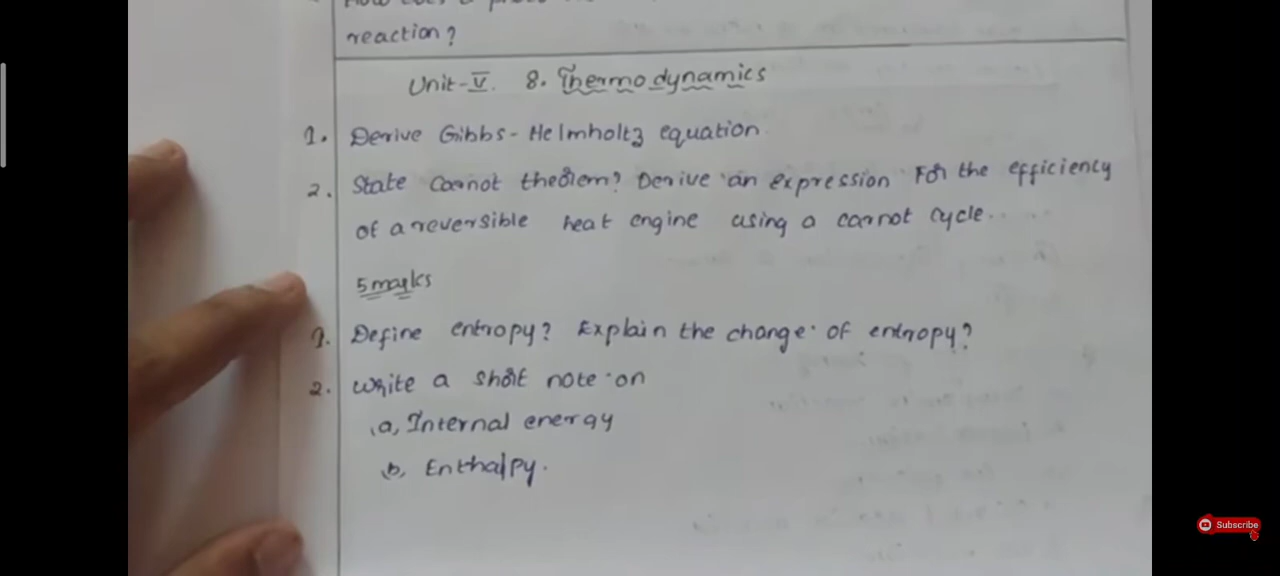 reaction?
Unit-V. 8. Thermodynamics
1. Derive Gibbs-Helmholtz equation.
2. State Carnot theorem? Derive an expression For the efficiency
of a reversible heat engine using a carnot cycle.
5 marks
1. Define entropy? Explain the change of entropy?
2. Write a short note on
a, Internal energy
b, Enthalpy.
Subscribe